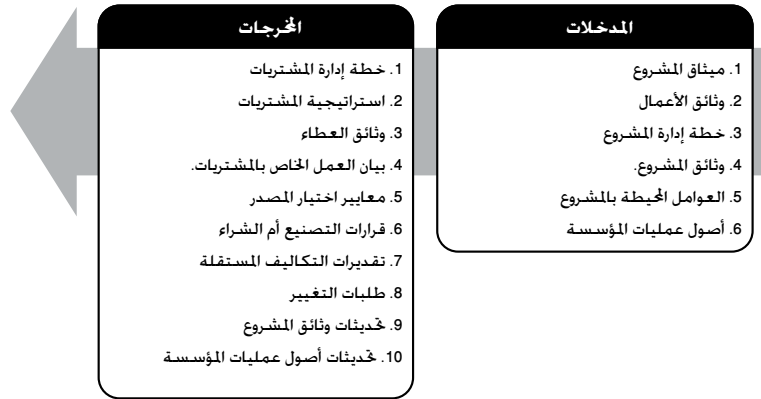 المدخلات
1. ميثاق المشروع
2. وثائق الأعمال
3. خطة إدارة المشروع
4. وثائق المشروع.
5. العوامل المحيطة بالمشروع
6. أصول عمليات المؤسسة
المخرجات
1. خطة إدارة المشتريات
2. استراتيجية المشتريات
3. وثائق العطاء
4. بيان العمل الخاص بالمشتريات.
5. معايير اختيار المصدر
6. قرارات التصنيع أم الشراء
7. تقديرات التكاليف المستقلة
8. طلبات التغيير
9. تحديثات وثائق المشروع
10. تحديثات أصول عمليات المؤسسة